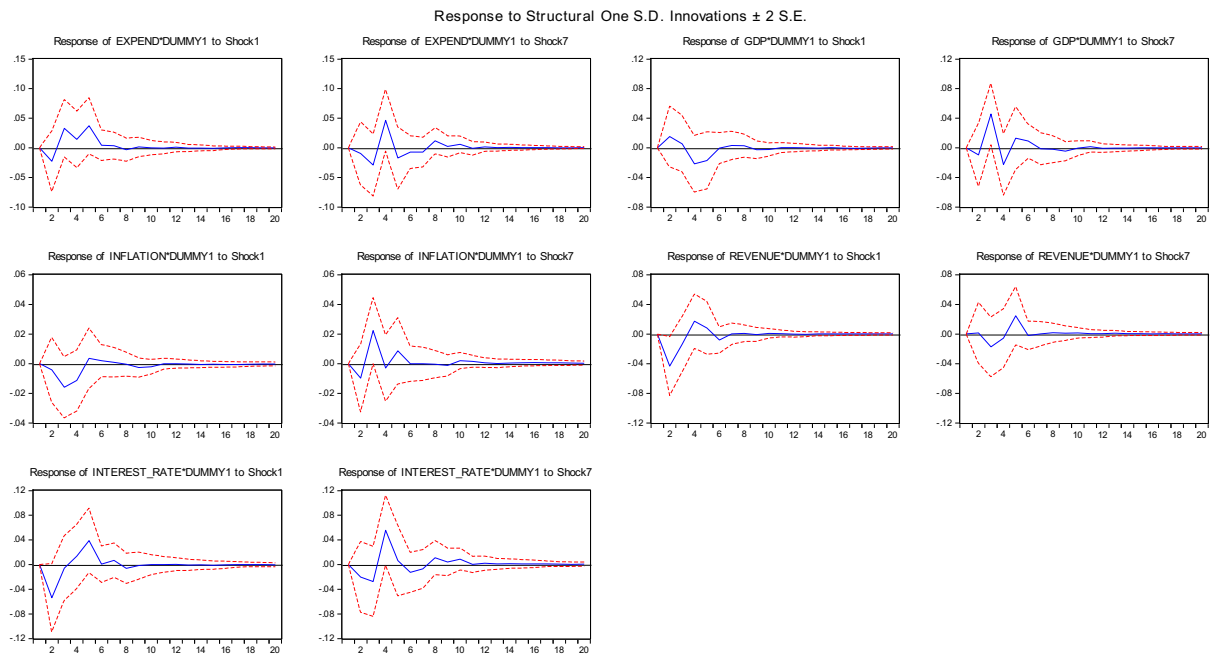 Response to Structural One S.D. Innovations ± 2 S.E.
Response of EXPEND*DUMMY1 to Shock1
.15
.10
.05
.00
-.05
-.10
2 4 6 8 10 12 14 16 18 20
Response of EXPEND*DUMMY1 to Shock7
.15
.10
.05
.00
-.05
-.10
2 4 6 8 10 12 14 16 18 20
Response of GDP*DUMMY1 to Shock1
.12
.08
.04
.00
-.04
-.08
2 4 6 8 10 12 14 16 18 20
Response of GDP*DUMMY1 to Shock7
.12
.08
.04
.00
-.04
-.08
2 4 6 8 10 12 14 16 18 20
Response of INFLATION*DUMMY1 to Shock1
.06
.04
.02
.00
-.02
-.04
2 4 6 8 10 12 14 16 18 20
Response of INFLATION*DUMMY1 to Shock7
.06
.04
.02
.00
-.02
-.04
2 4 6 8 10 12 14 16 18 20
Response of REVENUE*DUMMY1 to Shock1
.08
.04
.00
-.04
-.08
-.12
2 4 6 8 10 12 14 16 18 20
Response of REVENUE*DUMMY1 to Shock7
.08
.04
.00
-.04
-.08
-.12
2 4 6 8 10 12 14 16 18 20
Response of INTEREST_RATE*DUMMY1 to Shock1
.12
.08
.04
.00
-.04
-.08
-.12
2 4 6 8 10 12 14 16 18 20
Response of INTEREST_RATE*DUMMY1 to Shock7
.12
.08
.04
.00
-.04
-.08
-.12
2 4 6 8 10 12 14 16 18 20